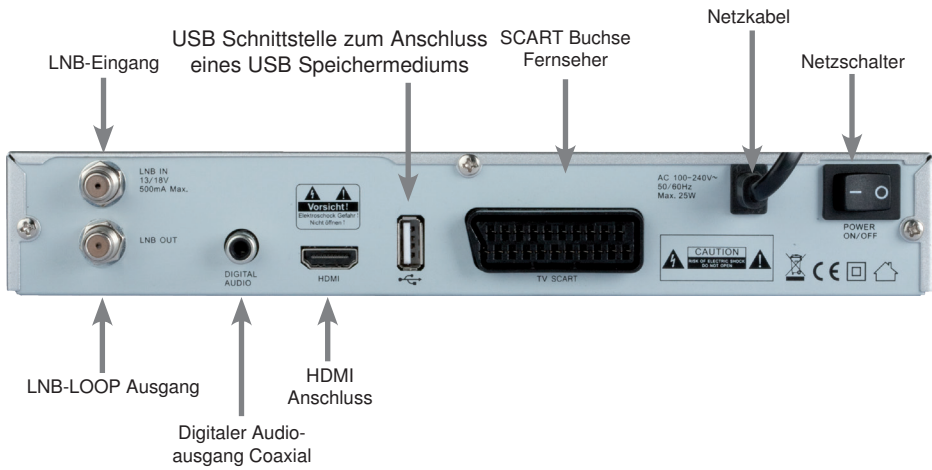 Netzkabel
USB Schnittstelle zum Anschluss
eines USB Speichermediums
SCART Buchse
Fernseher
LNB-Eingang
Netzschalter
LNB IN
13/18V
500mA Max.
Vorsicht!
Elektroschock Gefahr!
Nicht öffnen!
AC 100-240V~
50/60Hz
Max. 25W
LNB OUT
DIGITAL
AUDIO
HDMI
TV SCART
CAUTION
RISK OF ELECTRIC SHOCK
DO NOT OPEN
CE
POWER
ON/OFF
LNB-LOOP Ausgang
HDMI
Anschluss
Digitaler Audio-
ausgang Coaxial